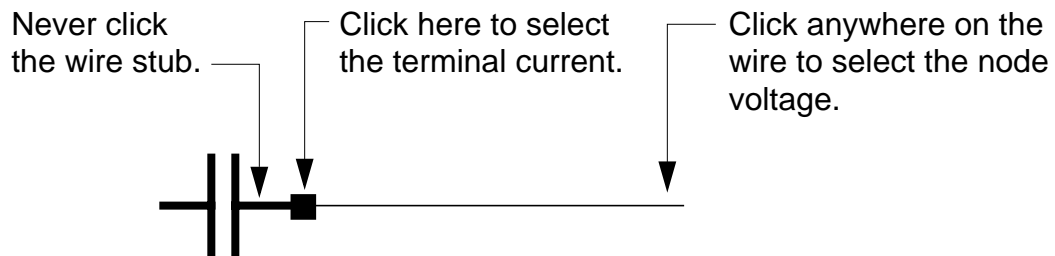 Never click
the wire stub.
Click here to select
the terminal current.
Click anywhere on the
wire to select the node
voltage.